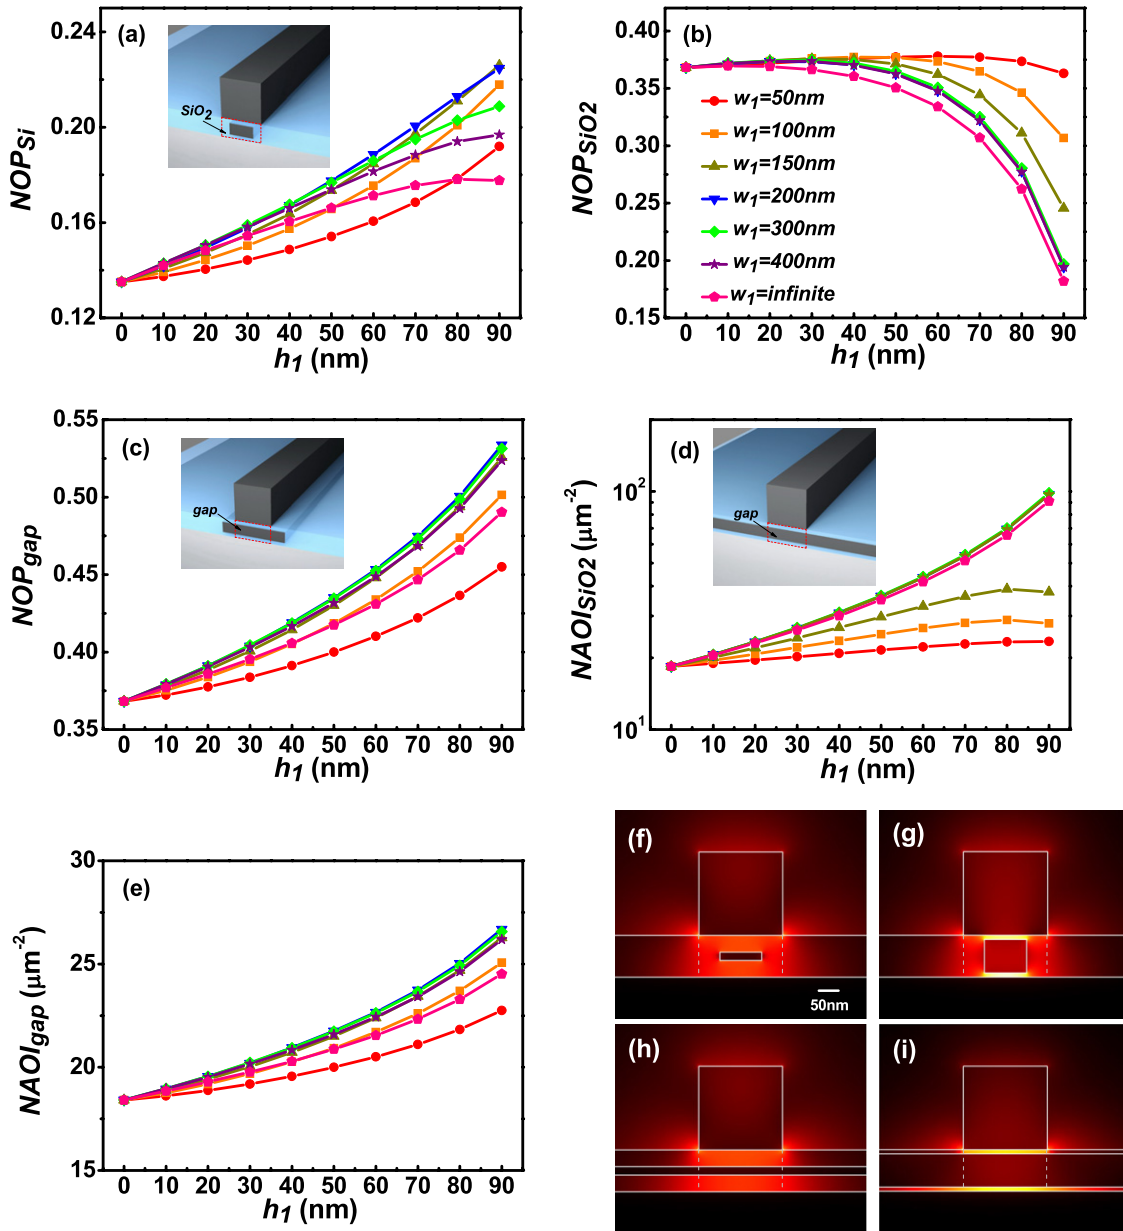 (a)
SiO2
NOPSi
0.24
0.20
0.16
0.12
0 10 20 30 40 50 60 70 80 90
h1 (nm)
(b)
NOPSiO2
0.40
0.35
0.30
0.25
0.20
0.15
w1=50nm
w1=100nm
w1=150nm
w1=200nm
w1=300nm
w1=400nm
w1=infinite
0 10 20 30 40 50 60 70 80 90
h1 (nm)
(c)
gap
NOPgap
0.55
0.50
0.45
0.40
0.35
0 10 20 30 40 50 60 70 80 90
h1 (nm)
(d)
gap
NAOISiO2 (μm-2)
102
101
0 10 20 30 40 50 60 70 80 90
h1 (nm)
(e)
NAOIgap (μm-2)
30
25
20
15
0 10 20 30 40 50 60 70 80 90
h1 (nm)
(f)
50nm
(g)
(h)
(i)